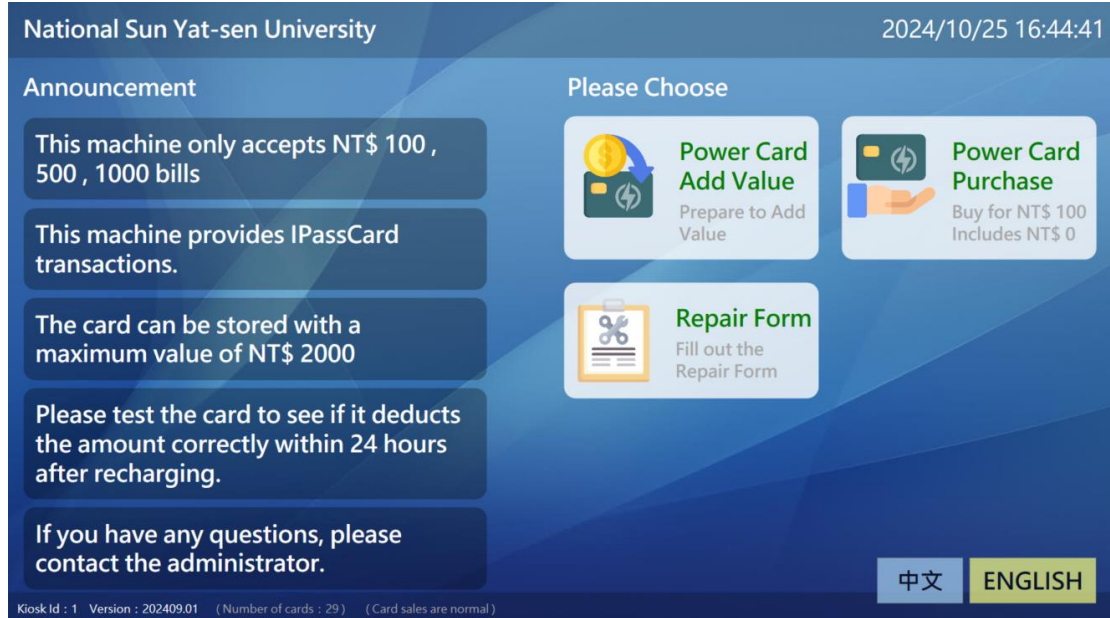 National Sun Yat-sen University
2024/10/25 16:44:41
Announcement
This machine only accepts NT$ 100 ,
500 , 1000 bills
This machine provides IPassCard
transactions.
The card can be stored with a
maximum value of NT$ 2000
Please test the card to see if it deducts
the amount correctly within 24 hours
after recharging.
If you have any questions, please
contact the administrator.
Please Choose
Power Card
Add Value
Prepare to Add
Value
Power Card
Purchase
Buy for NT$ 100
Includes NT$ 0
Repair Form
Fill out the
Repair Form
中文
ENGLISH
Kiosk Id : 1 Version : 202409.01 ( Number of cards : 29 ) ( Card sales are normal )